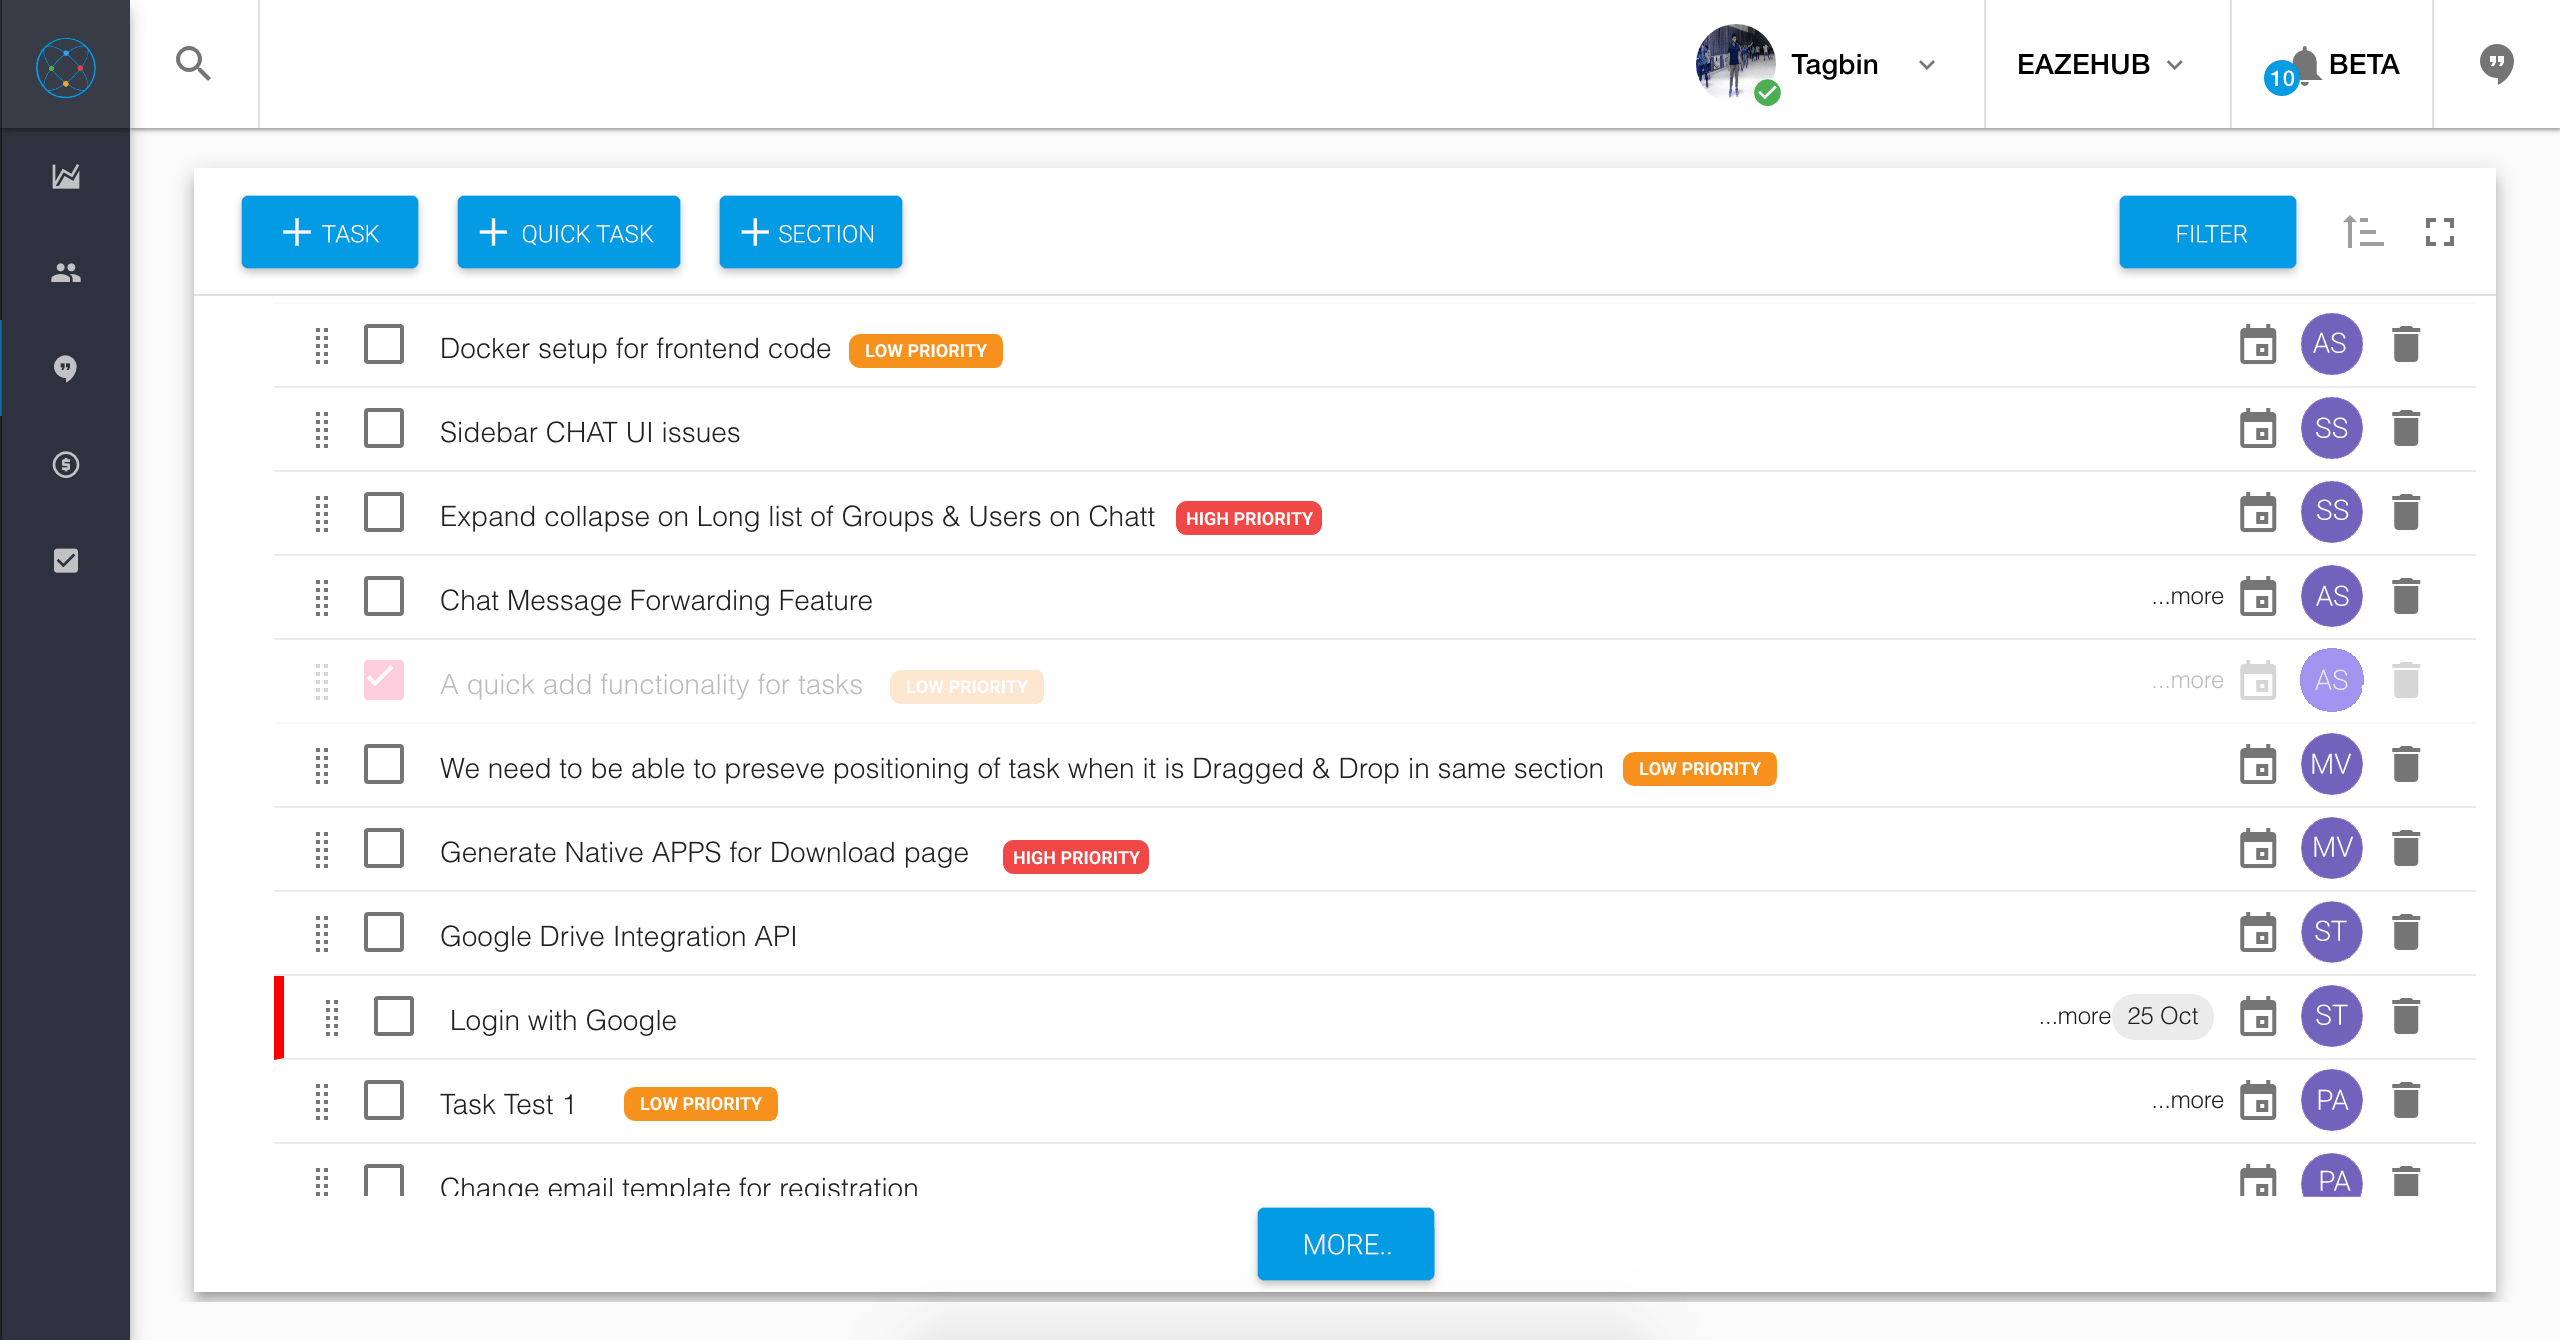 Tagbin
EAZEHUB
10 BETA
TASK
QUICK TASK
SECTION
FILTER
Docker setup for frontend code LOW PRIORITY AS
Sidebar CHAT UI issues SS
Expand collapse on Long list of Groups & Users on Chatt HIGH PRIORITY SS
Chat Message Forwarding Feature ...more AS
A quick add functionality for tasks LOW PRIORITY ...more AS
We need to be able to preseve positioning of task when it is Dragged & Drop in same section LOW PRIORITY MV
Generate Native APPS for Download page HIGH PRIORITY MV
Google Drive Integration API ST
Login with Google ...more 25 Oct ST
Task Test 1 LOW PRIORITY ...more PA
Change email template for registration PA
MORE..